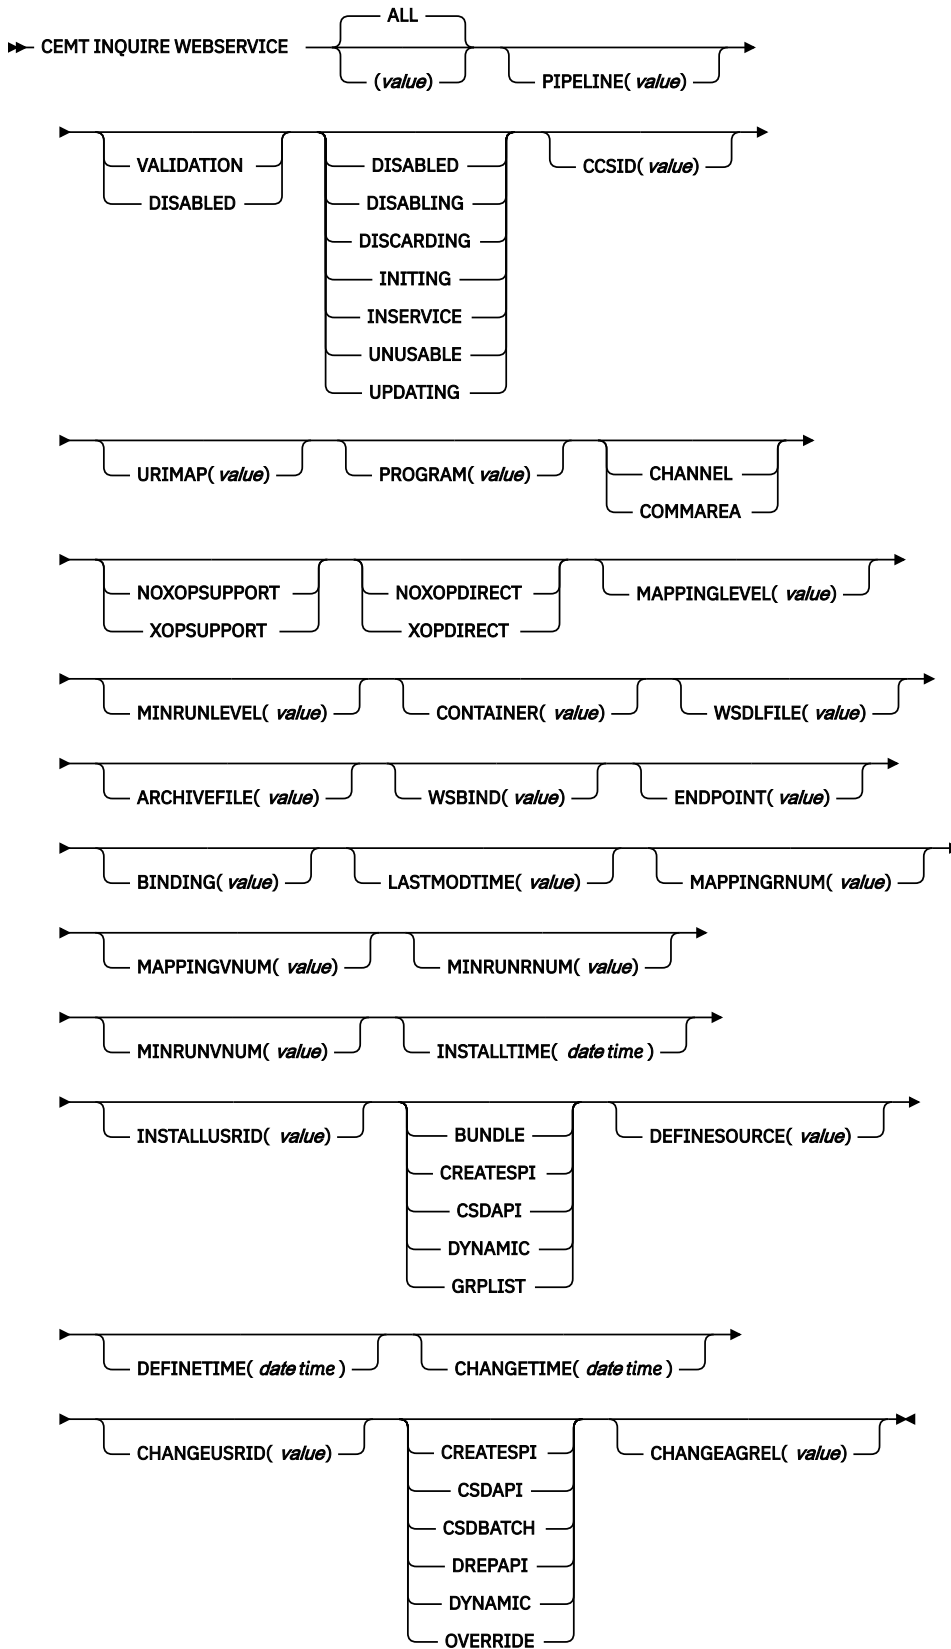 ALL
CEMT INQUIRE WEBSERVICE
(value) PIPELINE( value)
VALIDATION DISABLED CCSID( value)
DISABLED DISABLING
DISCARDING
INITING
INSERVICE
UNUSABLE
UPDATING
URIMAP( value) PROGRAM( value) CHANNEL
COMMAREA
NOXOPSUPPORT NOXOPDIRECT MAPPINGLEVEL( value)
XOPSUPPORT XOPDIRECT
MINRUNLEVEL( value) CONTAINER( value) WSDLFILE( value)
ARCHIVEFILE( value) WSBIND( value) ENDPOINT( value)
BINDING( value) LASTMODTIME( value) MAPPINGRNUM( value)
MAPPINGVNUM( value) MINRUNRNUM( value)
MINRUNVNUM( value) INSTALLTIME( date time )
INSTALLUSRID( value) BUNDLE DEFINESOURCE( value)
CREATESPI
CSDAPI
DYNAMIC
GRPLIST
DEFINETIME( date time ) CHANGETIME( date time )
CHANGEUSRID( value) CREATESPI CHANGEAGREL( value)
CSDAPI
CSDBATCH
DREPAPI
DYNAMIC
OVERRIDE